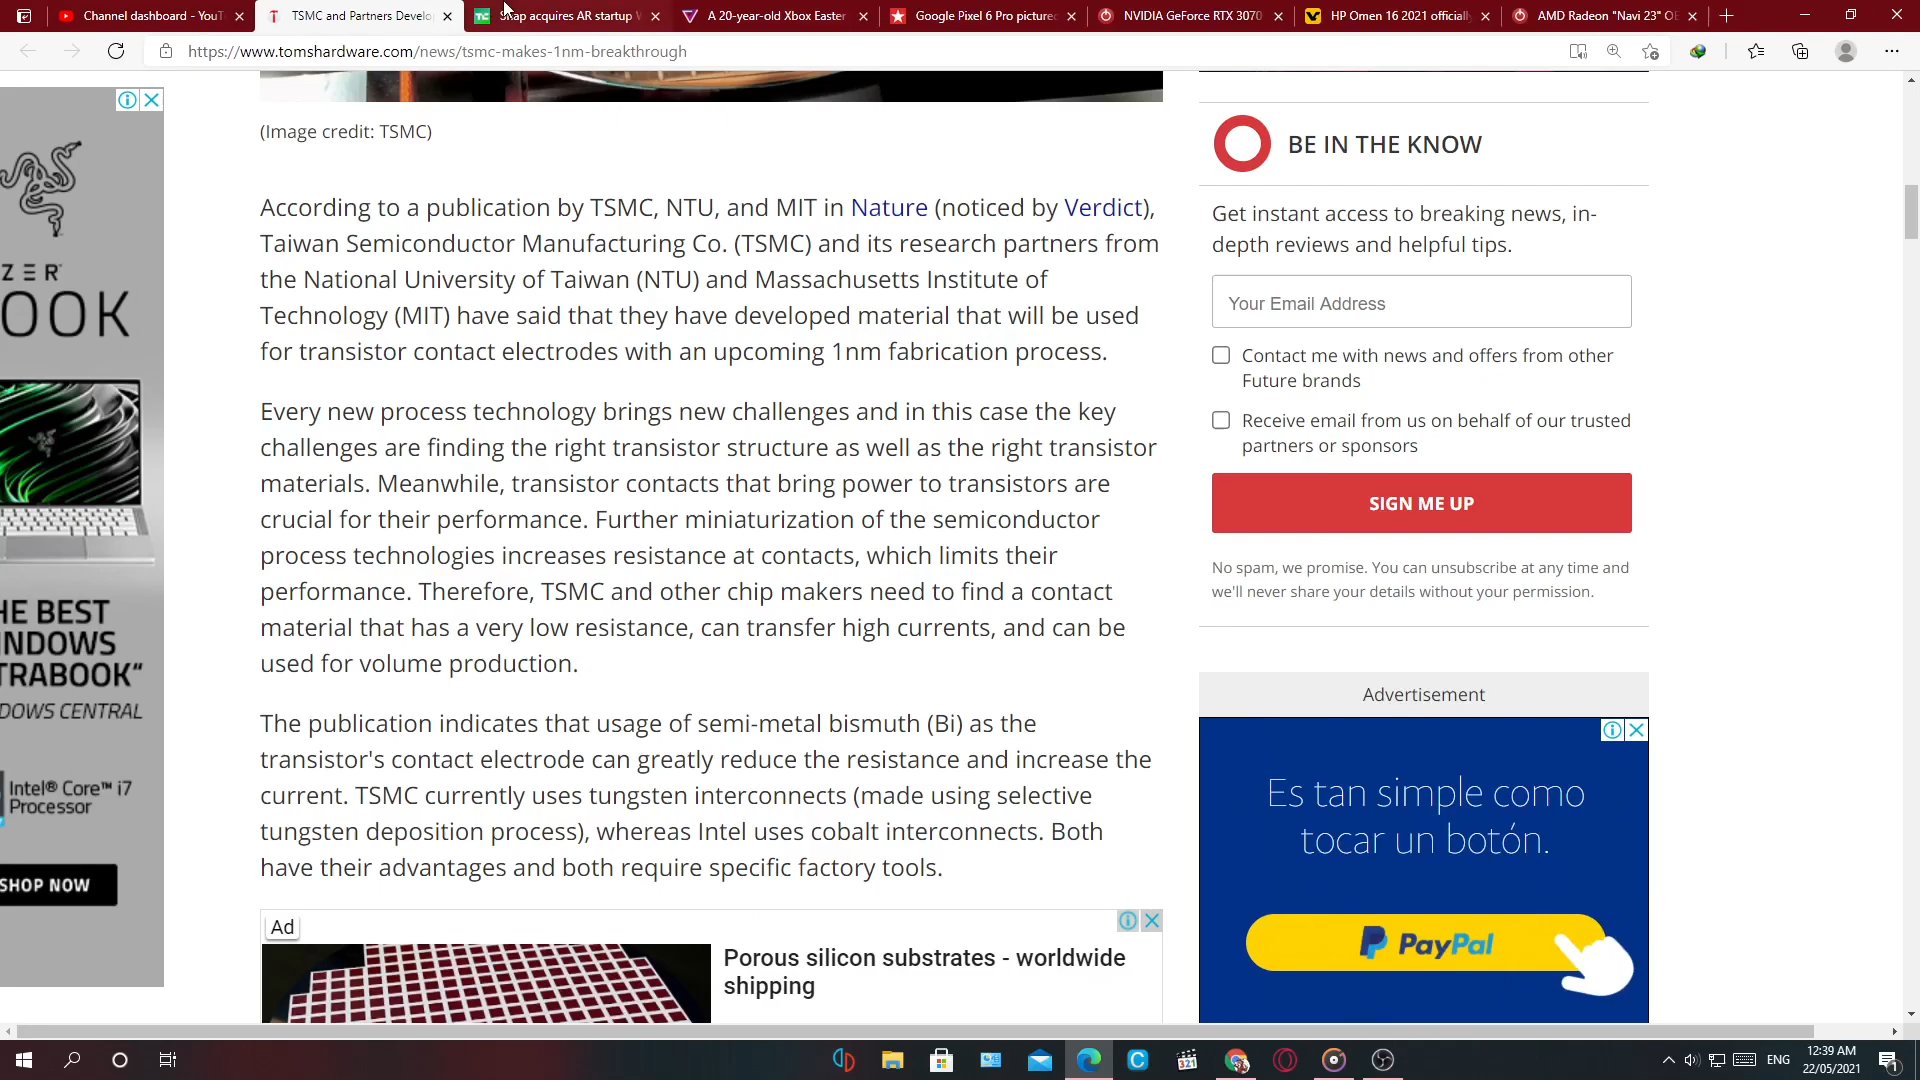 Channel dashboard - YouT
TSMC and Partners Develo
Snap acquires AR startup W
A 20-year-old Xbox Easter
Google Pixel 6 Pro picture
NVIDIA GeForce RTX 3070
HP Omen 16 2021 officially
AMD Radeon "Navi 23" OE
https://www.tomshardware.com/news/tsmc-makes-1nm-breakthrough
(Image credit: TSMC)
According to a publication by TSMC, NTU, and MIT in Nature (noticed by Verdict),
Taiwan Semiconductor Manufacturing Co. (TSMC) and its research partners from
the National University of Taiwan (NTU) and Massachusetts Institute of
Technology (MIT) have said that they have developed material that will be used
for transistor contact electrodes with an upcoming 1nm fabrication process.
Every new process technology brings new challenges and in this case the key
challenges are finding the right transistor structure as well as the right transistor
materials. Meanwhile, transistor contacts that bring power to transistors are
crucial for their performance. Further miniaturization of the semiconductor
process technologies increases resistance at contacts, which limits their
performance. Therefore, TSMC and other chip makers need to find a contact
material that has a very low resistance, can transfer high currents, and can be
used for volume production.
The publication indicates that usage of semi-metal bismuth (Bi) as the
transistor's contact electrode can greatly reduce the resistance and increase the
current. TSMC currently uses tungsten interconnects (made using selective
tungsten deposition process), whereas Intel uses cobalt interconnects. Both
have their advantages and both require specific factory tools.
Ad
Porous silicon substrates - worldwide
shipping
BE IN THE KNOW
Get instant access to breaking news, in-
depth reviews and helpful tips.
Your Email Address
Contact me with news and offers from other
Future brands
Receive email from us on behalf of our trusted
partners or sponsors
SIGN ME UP
No spam, we promise. You can unsubscribe at any time and
we'll never share your details without your permission.
Advertisement
Es tan simple como
tocar un botón.
PayPal
ZER
OOK
HE BEST
NDOWS
TRABOOK"
DOWS CENTRAL
Intel® Core™ i7
Processor
SHOP NOW
321
ENG
12:39 AM
22/05/2021
1